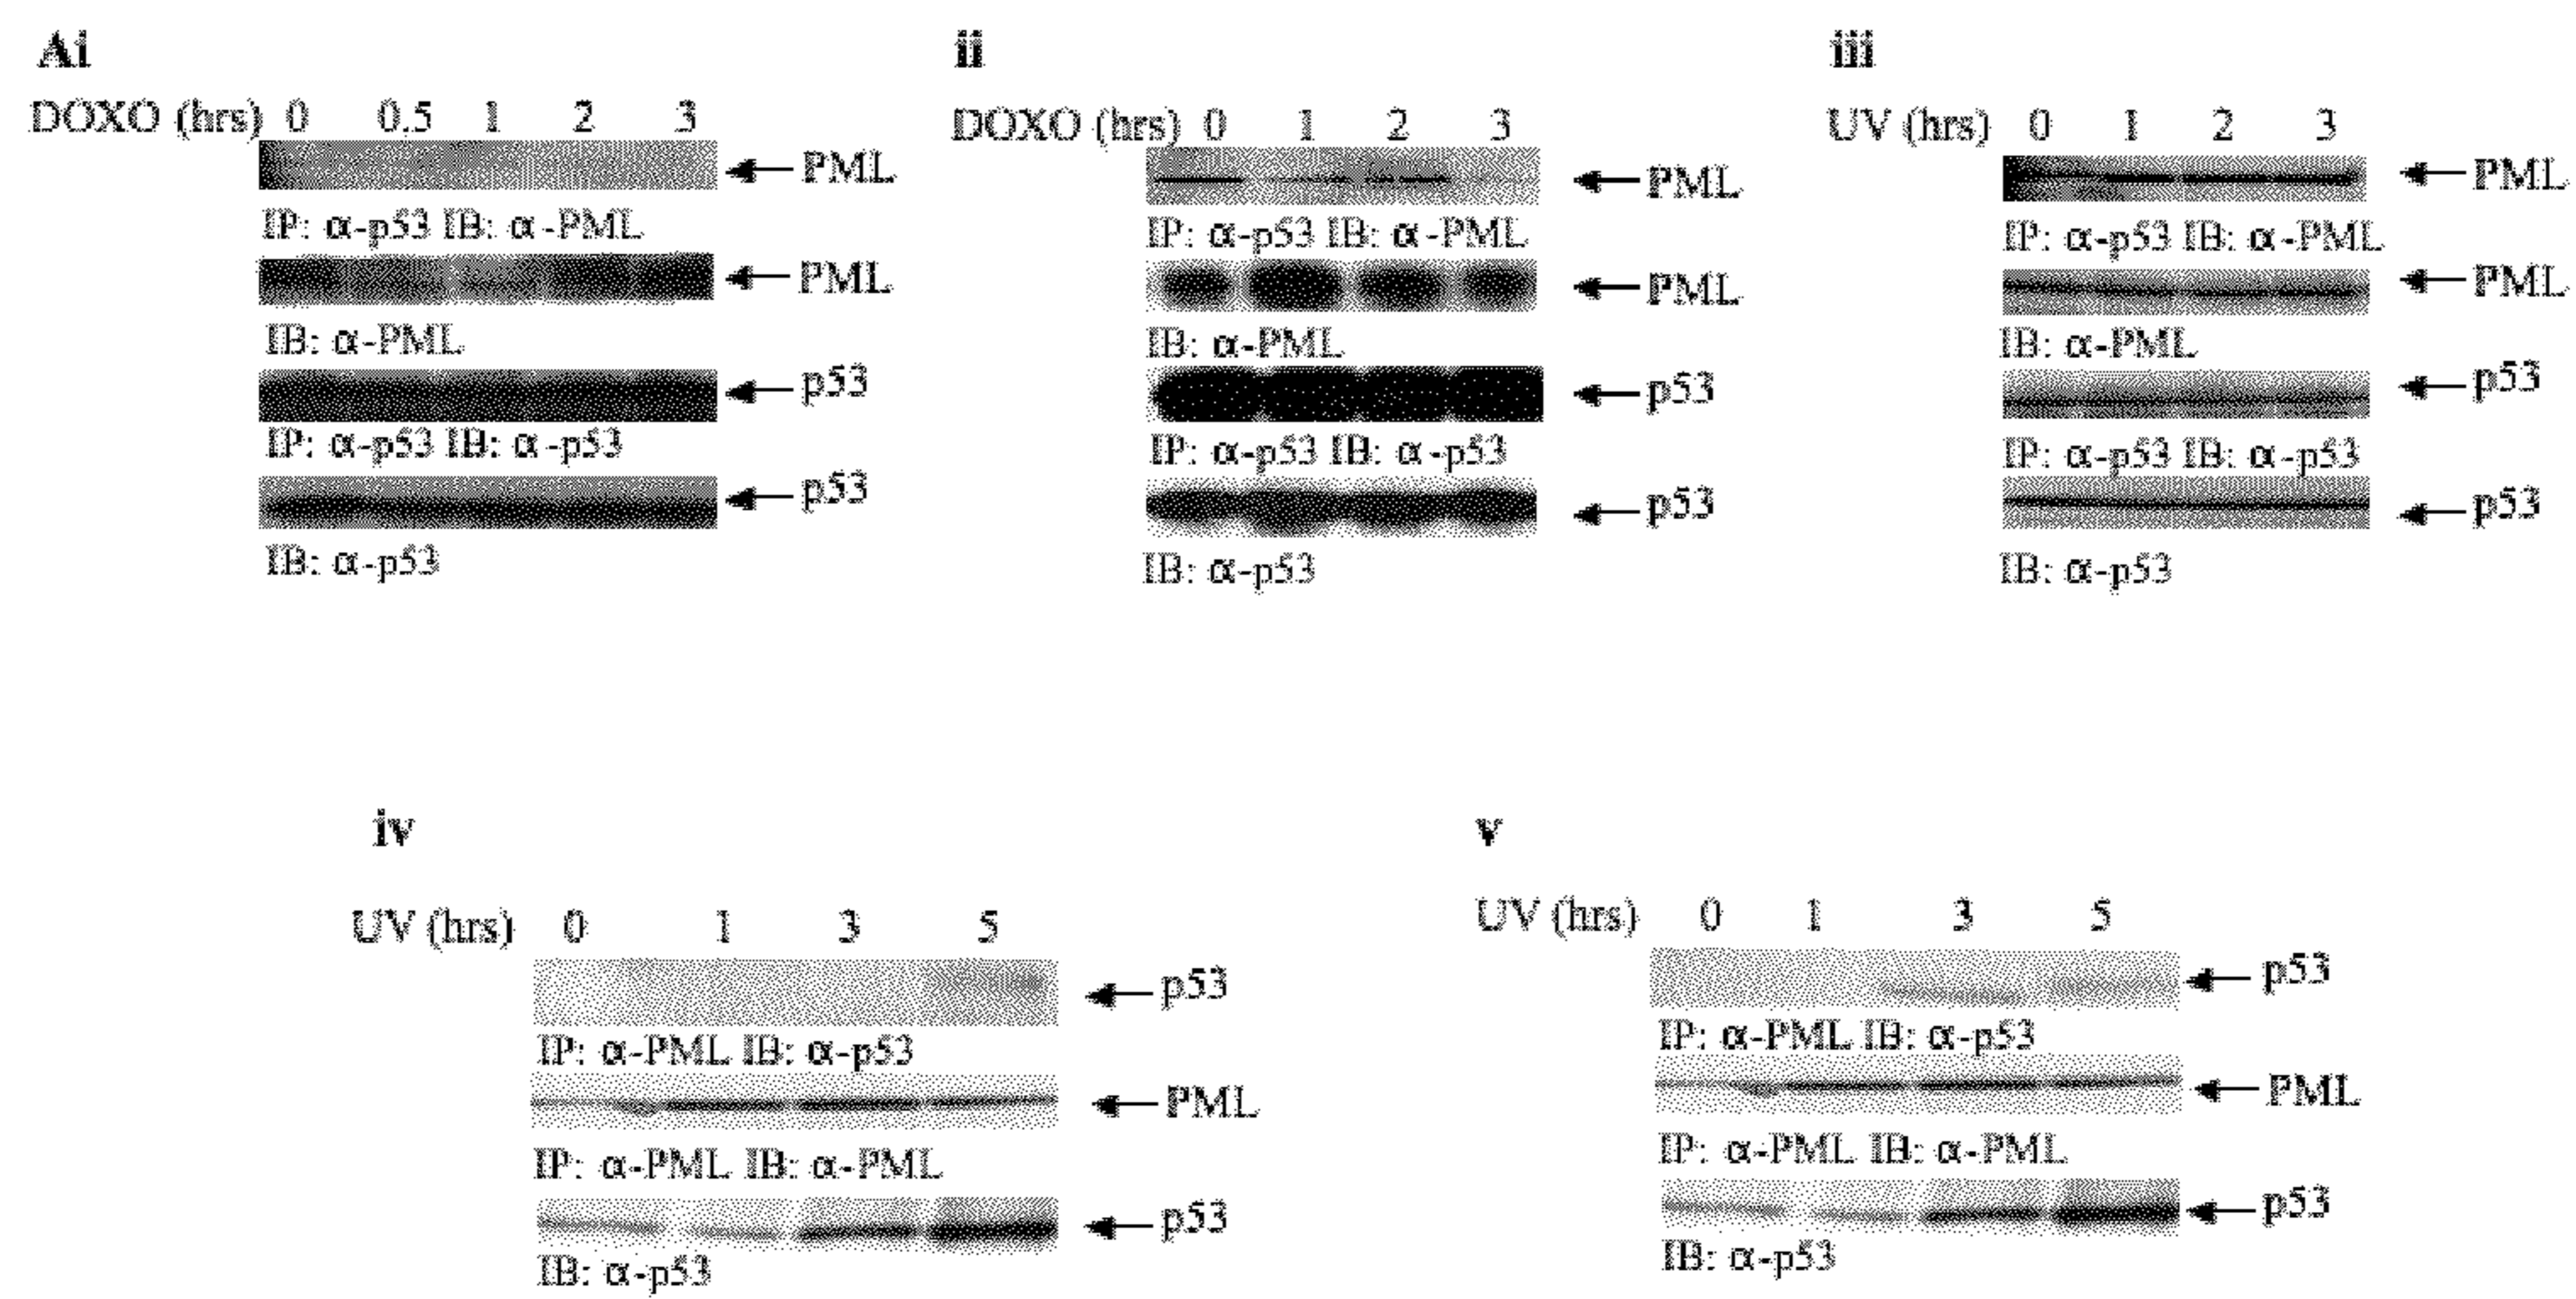 Ai
DOXO (hrs) 0 0.5 1 2 3
PML
IP: α-p53 IB: α-PML
PML
IB: α-PML
p53
IP: α-p53 IB: α-p53
p53
IB: α-p53
ii
DOXO (hrs) 0 1 2 3
PML
IP: α-p53 IB: α-PML
PML
IB: α-PML
p53
IP: α-p53 IB: α-p53
p53
IB: α-p53
iii
UV (hrs) 0 1 2 3
PML
IP: α-p53 IB: α-PML
PML
IB: α-PML
p53
IP: α-p53 IB: α-p53
p53
IB: α-p53
iv
UV (hrs) 0 1 3 5
p53
IP: α-PML IB: α-p53
PML
IP: α-PML IB: α-PML
p53
IB: α-p53
v
UV (hrs) 0 1 3 5
p53
IP: α-PML IB: α-p53
PML
IP: α-PML IB: α-PML
p53
IB: α-p53